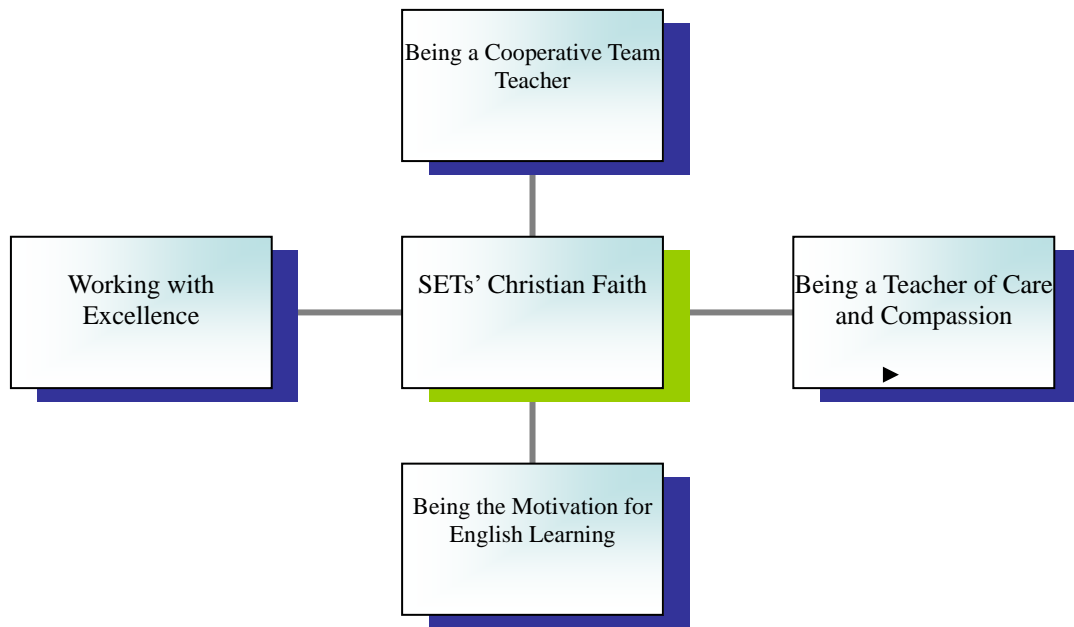 Being a Cooperative Team
Teacher
Working with
Excellence
SETs’ Christian Faith
Being a Teacher of Care
and Compassion
Being the Motivation for
English Learning